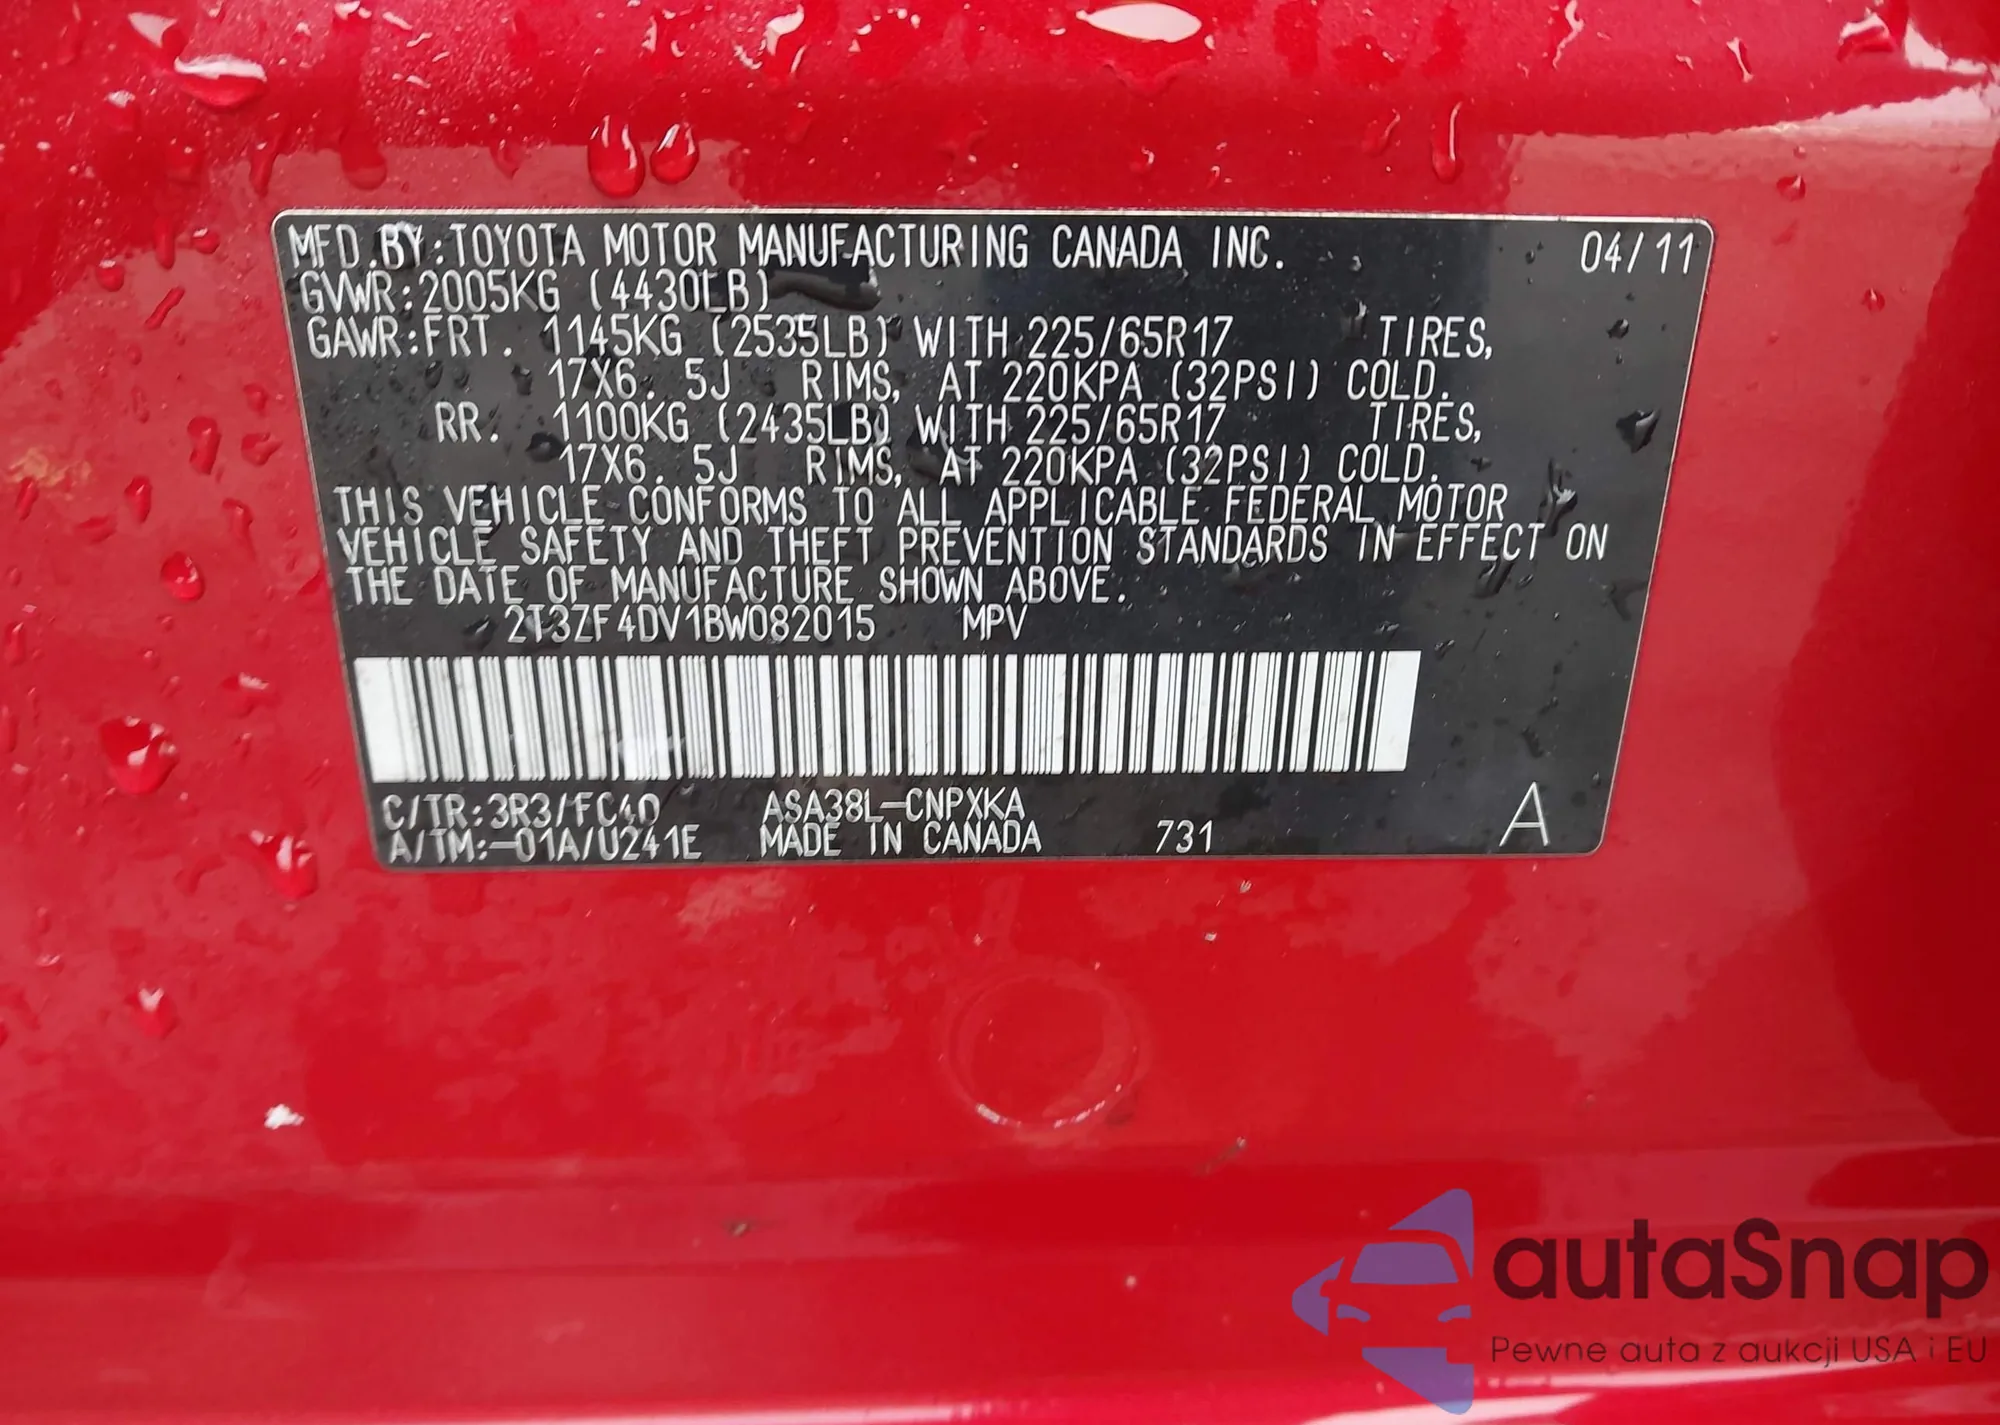 MFD.BY:TOYOTA MOTOR MANUFACTURING CANADA INC. 04/11
GVWR:2005KG (4430LB)
GAWR:FRT. 1145KG (2535LB) WITH 225/65R17 TIRES,
17X6.5J RIMS, AT 220KPA (32PSI) COLD.
RR. 1100KG (2435LB) WITH 225/65R17 TIRES,
17X6.5J RIMS, AT 220KPA (32PSI) COLD.
THIS VEHICLE CONFORMS TO ALL APPLICABLE FEDERAL MOTOR
VEHICLE SAFETY AND THEFT PREVENTION STANDARDS IN EFFECT ON
THE DATE OF MANUFACTURE SHOWN ABOVE.
2T3ZF4DV1BW082015 MPV
C/TR:3R3/FC40 ASA38L-CNPXKA
A/TM:-01A/U241E MADE IN CANADA 731 A
autaSnap
Pewne auta z aukcji USA i EU